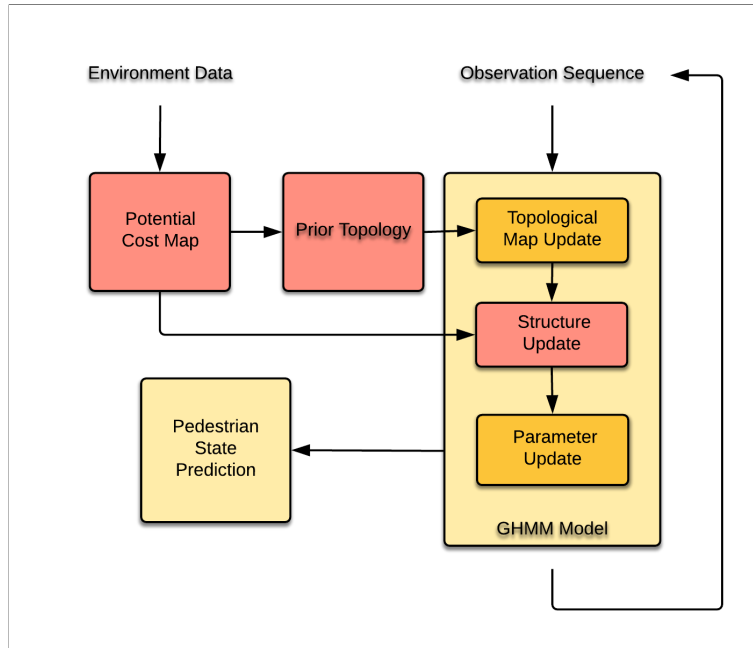 Environment Data
Observation Sequence
Potential
Cost Map
Prior Topology
Topological
Map Update
Structure
Update
Pedestrian
State
Prediction
Parameter
Update
GHMM Model